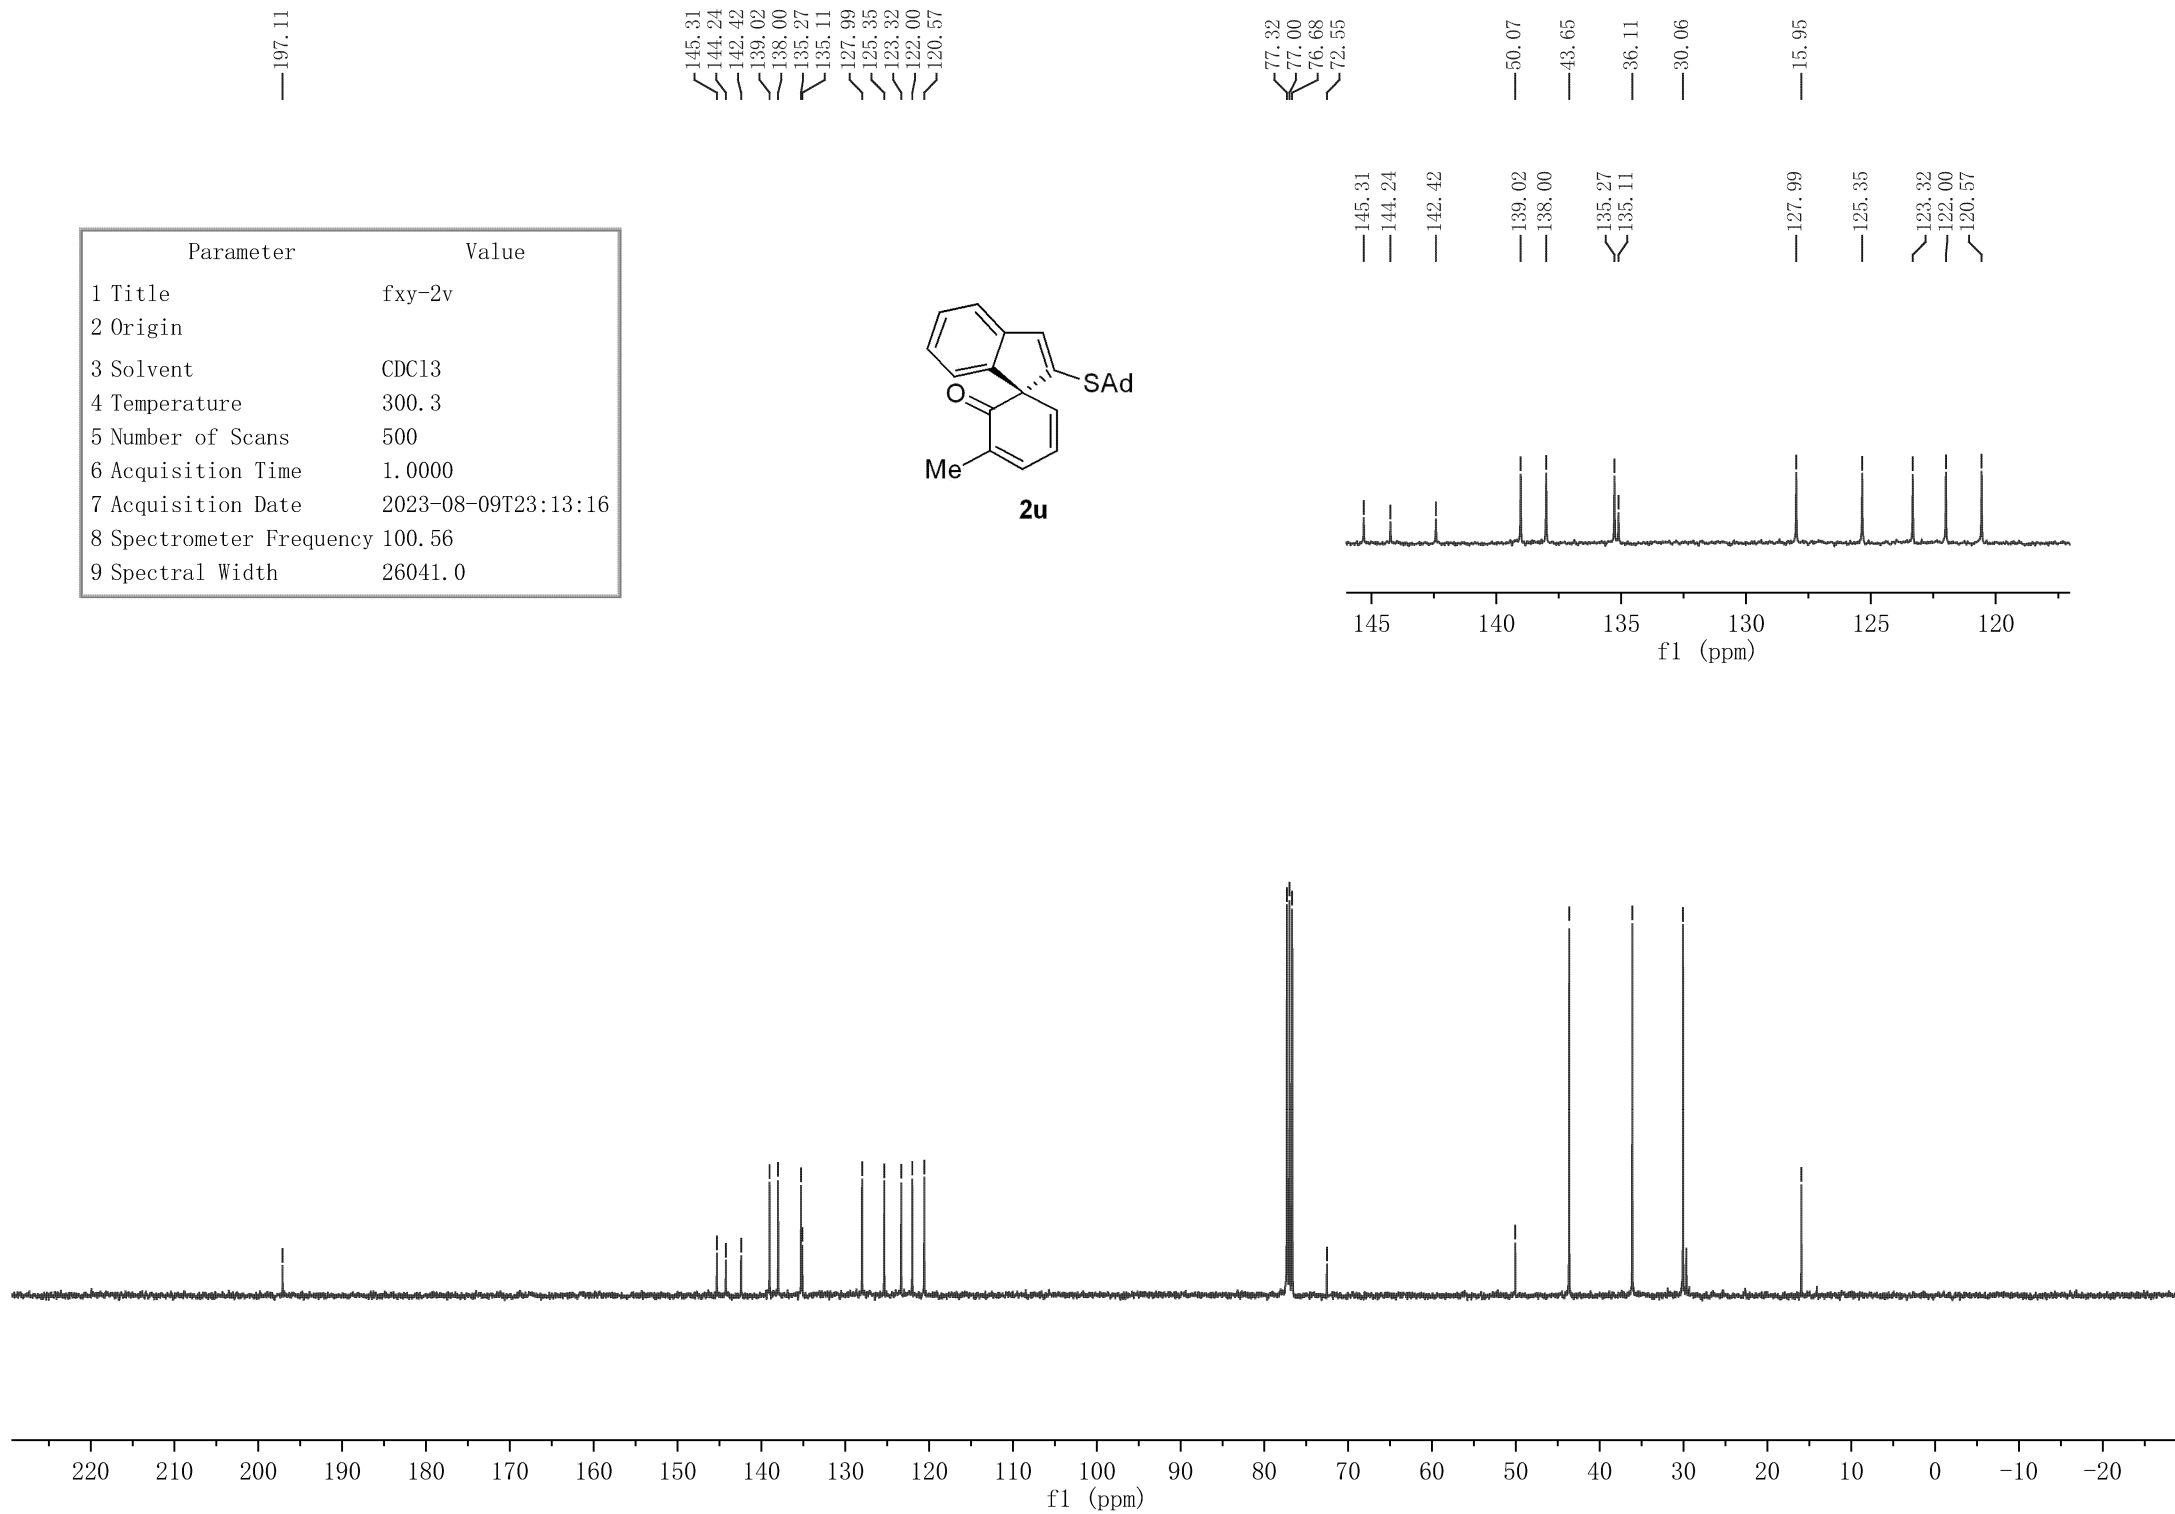 197.11
145.31
144.24
142.42
139.02
138.00
135.27
135.11
127.99
125.35
123.32
122.00
120.57
77.32
77.00
76.68
72.55
50.07
43.65
36.11
30.06
15.95
145.31
144.24
142.42
139.02
138.00
135.27
135.11
127.99
125.35
123.32
122.00
120.57
Parameter Value
1 Title fxy-2v
2 Origin
3 Solvent CDCl3
4 Temperature 300.3
5 Number of Scans 500
6 Acquisition Time 1.0000
7 Acquisition Date 2023-08-09T23:13:16
8 Spectrometer Frequency 100.56
9 Spectral Width 26041.0
SAd
O
Me
2u
145 140 135 130 125 120
f1 (ppm)
220 210 200 190 180 170 160 150 140 130 120 110 100 90 80 70 60 50 40 30 20 10 0 -10 -20
f1 (ppm)